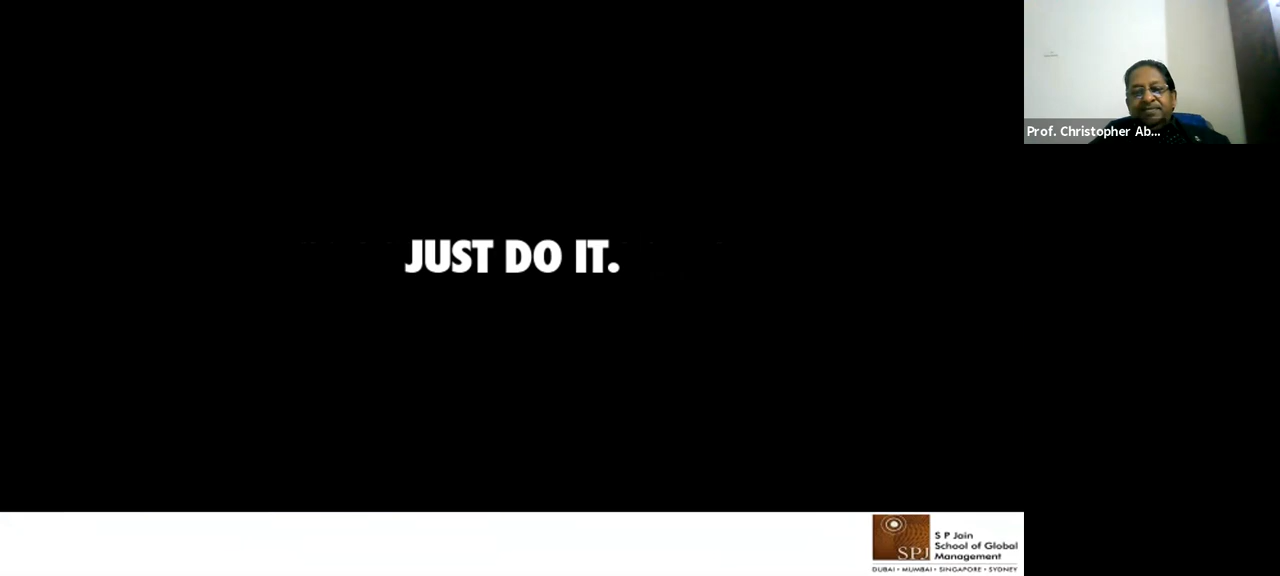 Prof. Christopher Ab...
JUST DO IT.
SPJ
S P Jain
School of Global
Management
DUBAI • MUMBAI • SINGAPORE • SYDNEY